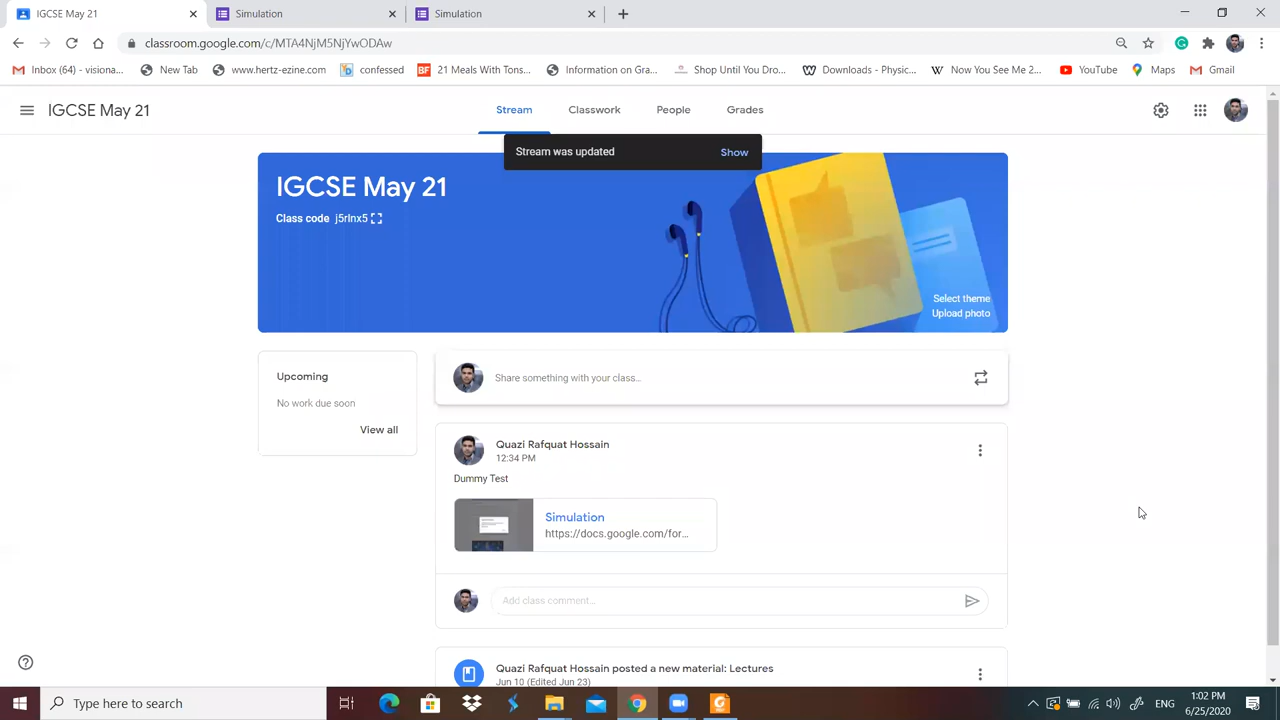 IGCSE May 21
Simulation
Simulation
classroom.google.com/c/MTA4NjM5NjYwODAw
Inbox (64) - visiona...
New Tab
www.hertz-ezine.com
confessed
21 Meals With Tons...
Information on Gra...
Shop Until You Dro...
Downloads - Physic...
Now You See Me 2...
YouTube
Maps
Gmail
IGCSE May 21
Stream
Classwork
People
Grades
Stream was updated
Show
IGCSE May 21
Class code j5rlnx5
Select theme
Upload photo
Upcoming
No work due soon
View all
Share something with your class...
Quazi Rafquat Hossain
12:34 PM
Dummy Test
Simulation
https://docs.google.com/for...
Add class comment...
Quazi Rafquat Hossain posted a new material: Lectures
Jun 10 (Edited Jun 23)
Type here to search
ENG
1:02 PM
6/25/2020